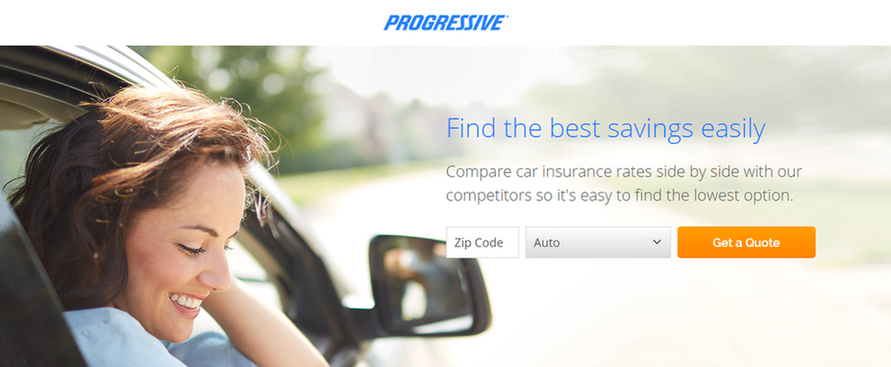 PROGRESSIVE
Find the best savings easily
Compare car insurance rates side by side with our
competitors so it's easy to find the lowest option.
Zip Code
Auto
Get a Quote